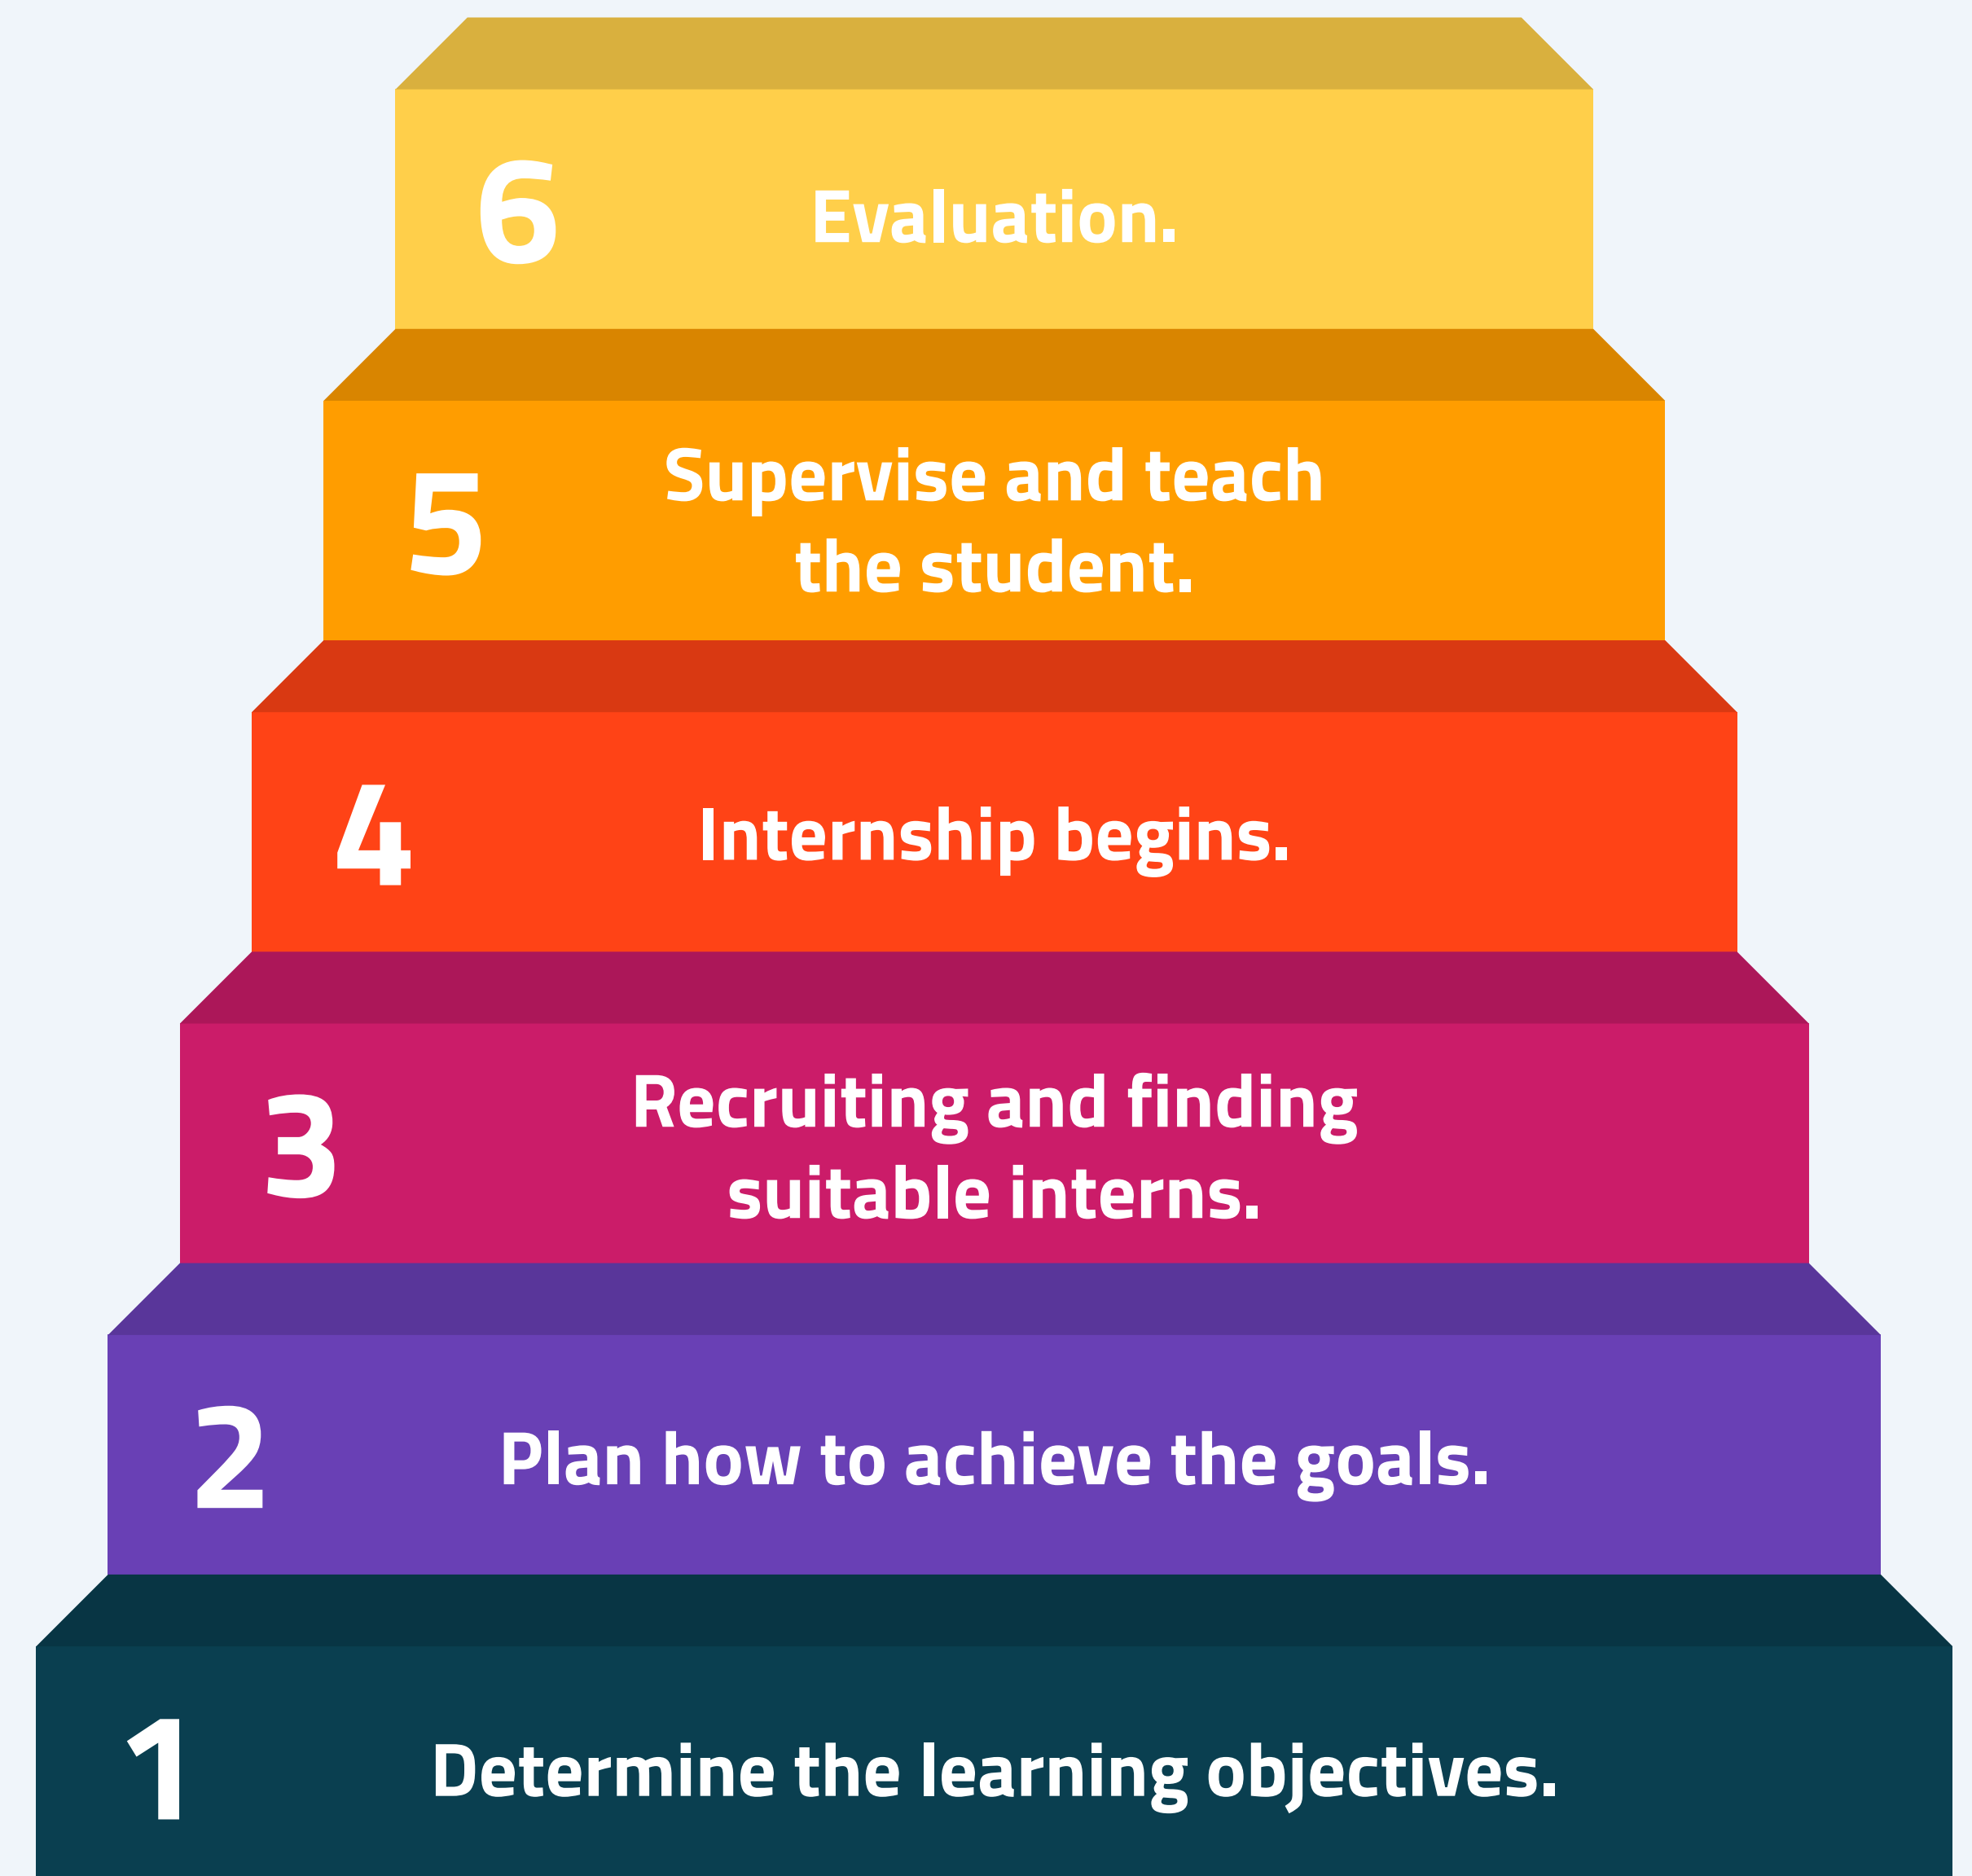 6
Evaluation.
5
Supervise and teach
the student.
4
Internship begins.
3
Recruiting and finding
suitable interns.
2
Plan how to achieve the goals.
1
Determine the learning objectives.